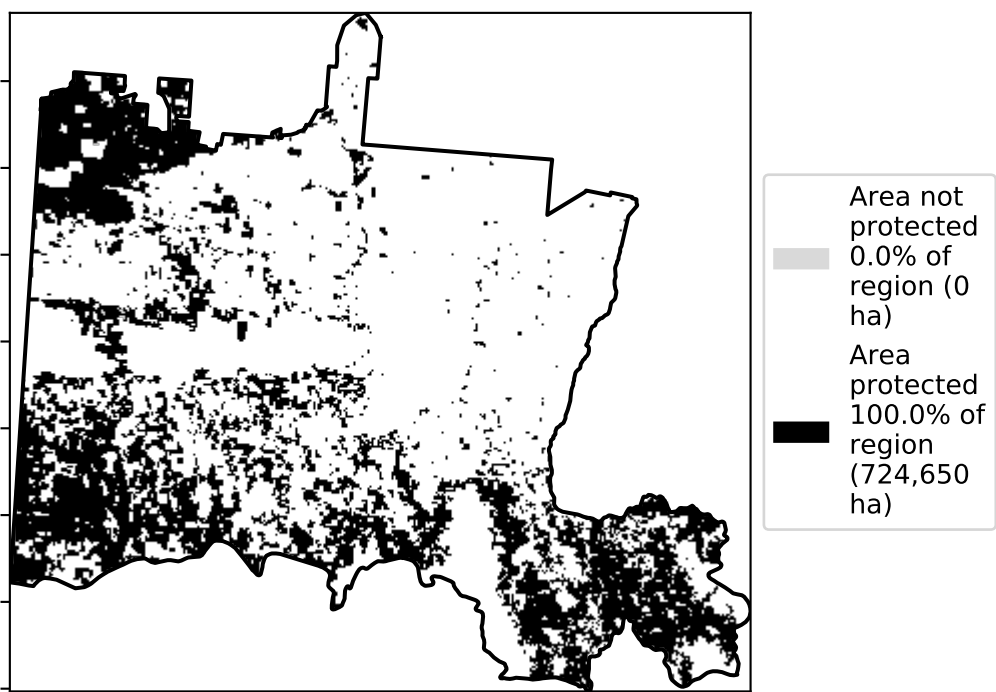 Area not
protected
0.0% of
region (0
ha)
Area
protected
100.0% of
region
(724,650
ha)